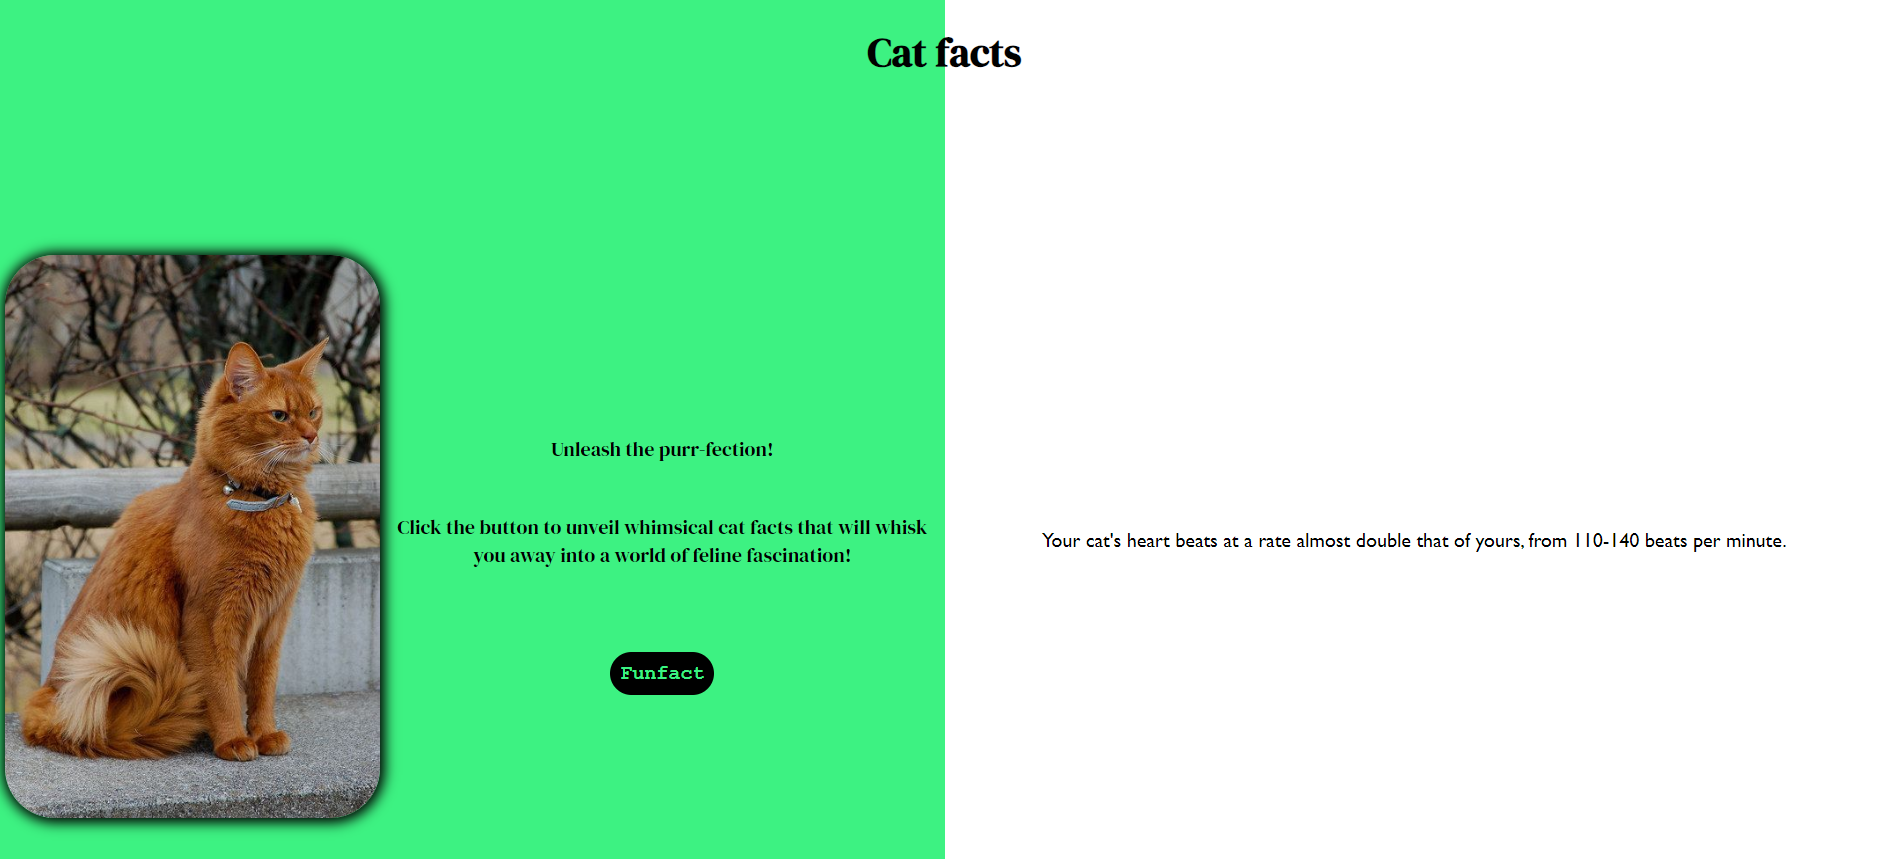 Cat facts
Unleash the purr-fection!
Click the button to unveil whimsical cat facts that will whisk
you away into a world of feline fascination!
Funfact
Your cat's heart beats at a rate almost double that of yours, from 110-140 beats per minute.